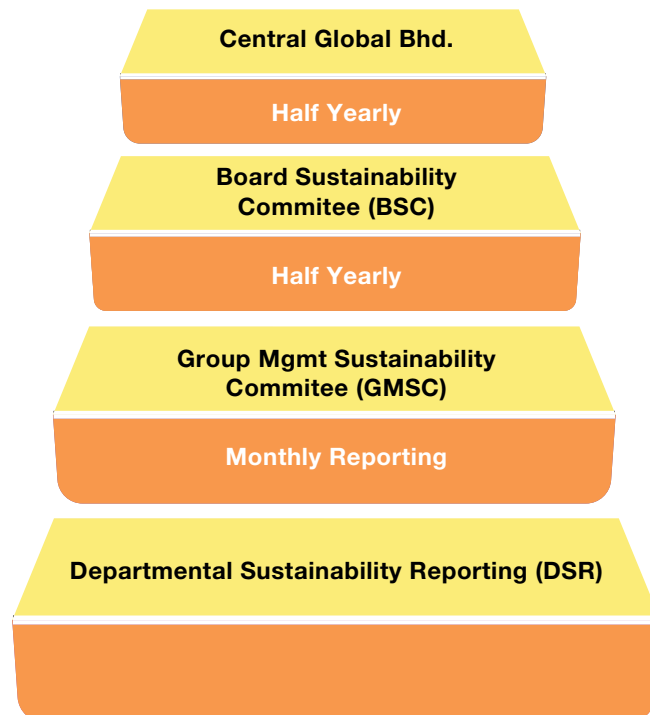 Central Global Bhd.
Half Yearly
Board Sustainability
Commitee (BSC)
Half Yearly
Group Mgmt Sustainability
Commitee (GMSC)
Monthly Reporting
Departmental Sustainability Reporting (DSR)